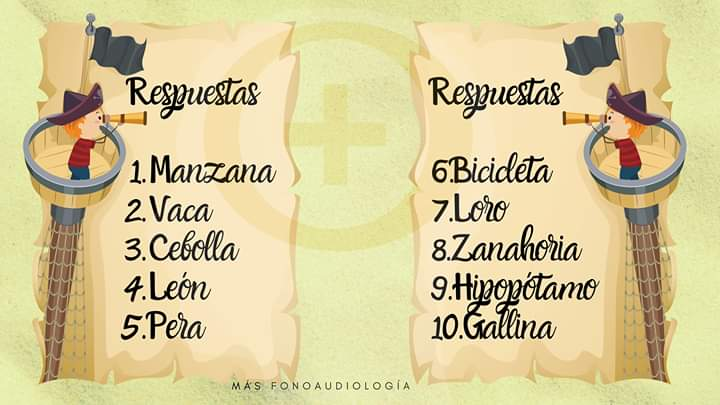 Respuestas
1. Manzana
2. Vaca
3. Cebolla
4. León
5. Pera
Respuestas
6.Bicicleta
7. Loro
8. Zanahoria
9. Hipopótamo
10.Gallina
MÁS FONOAUDIOLOGÍA